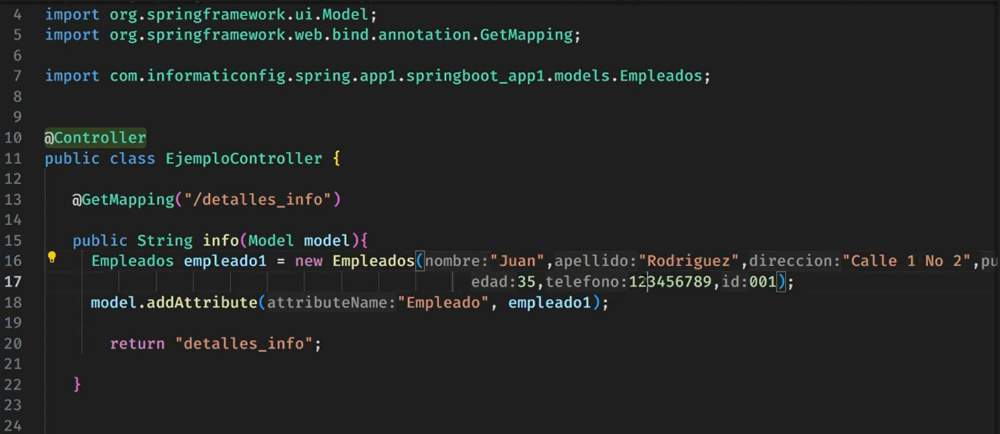 4 import org.springframework.ui.Model;
5 import org.springframework.web.bind.annotation.GetMapping;
6
7 import com.informaticonfig.spring.app1.springboot_app1.models.Empleados;
8
9
10 @Controller
11 public class EjemploController {
12
13 @GetMapping("/detalles_info")
14
15 public String info(Model model){
16 Empleados empleado1 = new Empleados(nombre:"Juan",apellido:"Rodriguez",direccion:"Calle 1 No 2",pu
17 edad:35,telefono:123456789,id:001);
18 model.addAttribute(attributeName:"Empleado", empleado1);
19
20 return "detalles_info";
21
22 }
23
24